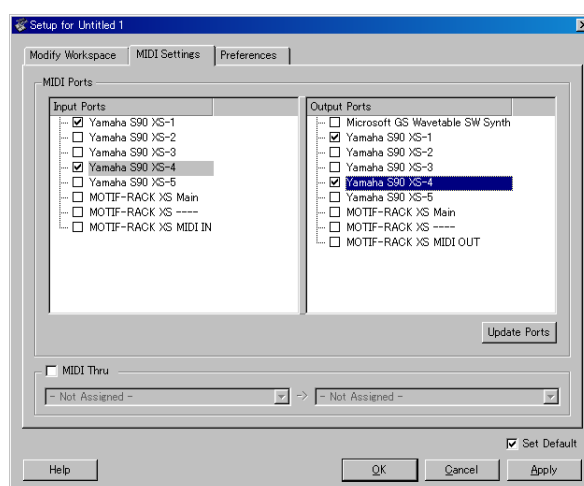 Setup for Untitled 1
Modify Workspace
MIDI Settings
Preferences
MIDI Ports
Input Ports
Yamaha S90 XS-1
Yamaha S90 XS-2
Yamaha S90 XS-3
Yamaha S90 XS-4
Yamaha S90 XS-5
MOTIF-RACK XS Main
MOTIF-RACK XS ----
MOTIF-RACK XS MIDI IN
Output Ports
Microsoft GS Wavetable SW Synth
Yamaha S90 XS-1
Yamaha S90 XS-2
Yamaha S90 XS-3
Yamaha S90 XS-4
Yamaha S90 XS-5
MOTIF-RACK XS Main
MOTIF-RACK XS ----
MOTIF-RACK XS MIDI OUT
Update Ports
MIDI Thru
- Not Assigned - -> - Not Assigned -
Set Default
Help
OK
Cancel
Apply